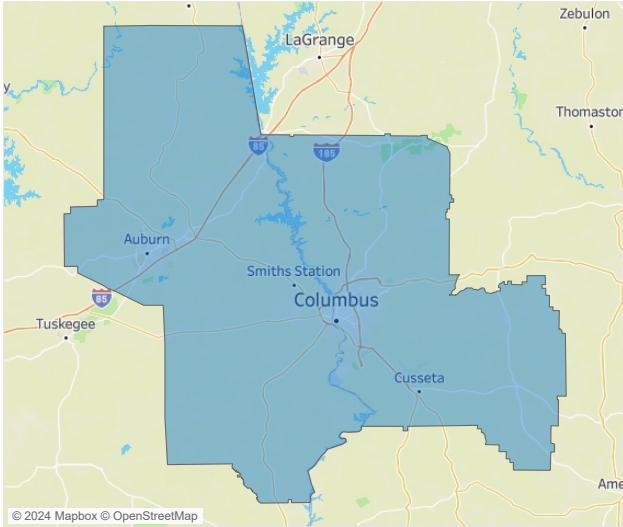 Zebulon
LaGrange
y
Thomaston
85
185
Auburn
Smiths Station
85
Columbus
Tuskegee
Cusseta
Ame
© 2024 Mapbox © OpenStreetMap